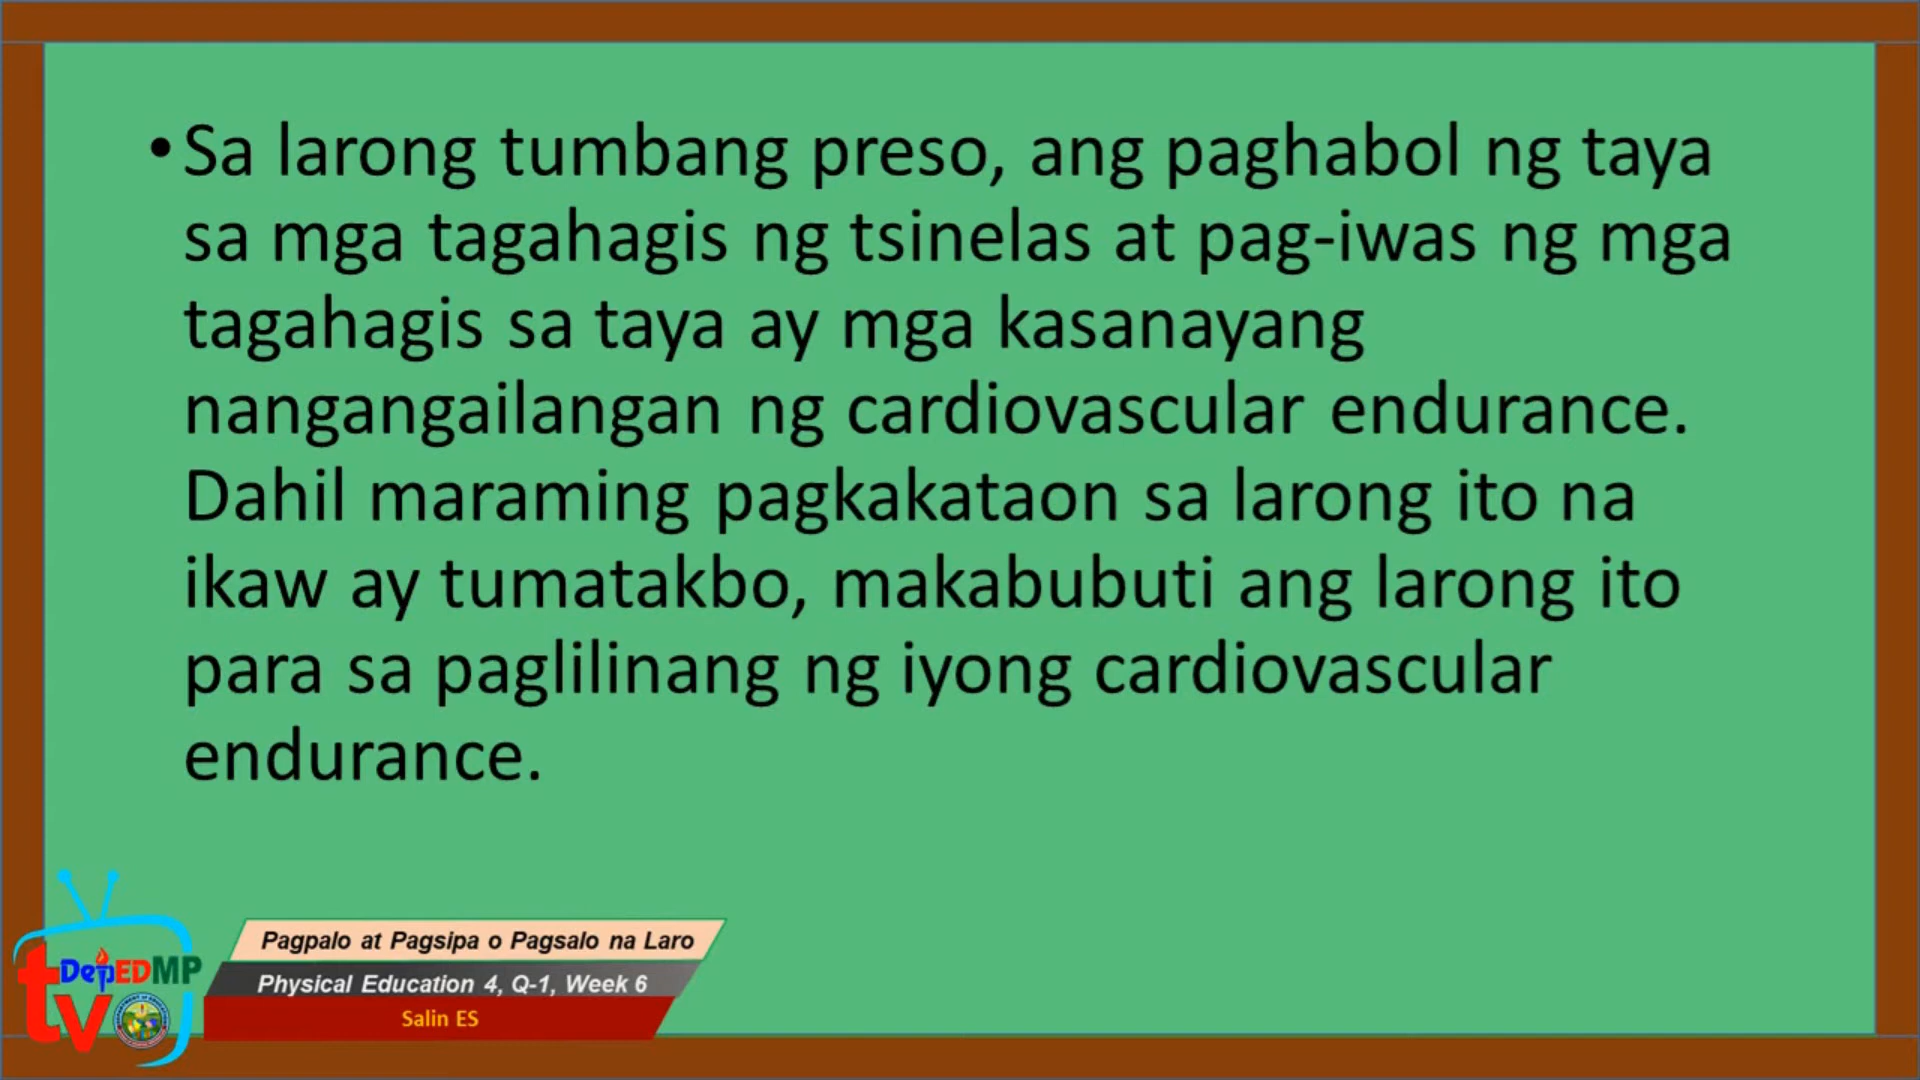 •Sa larong tumbang preso, ang paghabol ng taya
sa mga tagahagis ng tsinelas at pag-iwas ng mga
tagahagis sa taya ay mga kasanayang
nangangailangan ng cardiovascular endurance.
Dahil maraming pagkakataon sa larong ito na
ikaw ay tumatakbo, makabubuti ang larong ito
para sa paglilinang ng iyong cardiovascular
endurance.
DepEDMP
tv
Pagpalo at Pagsipa o Pagsalo na Laro
Physical Education 4, Q-1, Week 6
Salin ES